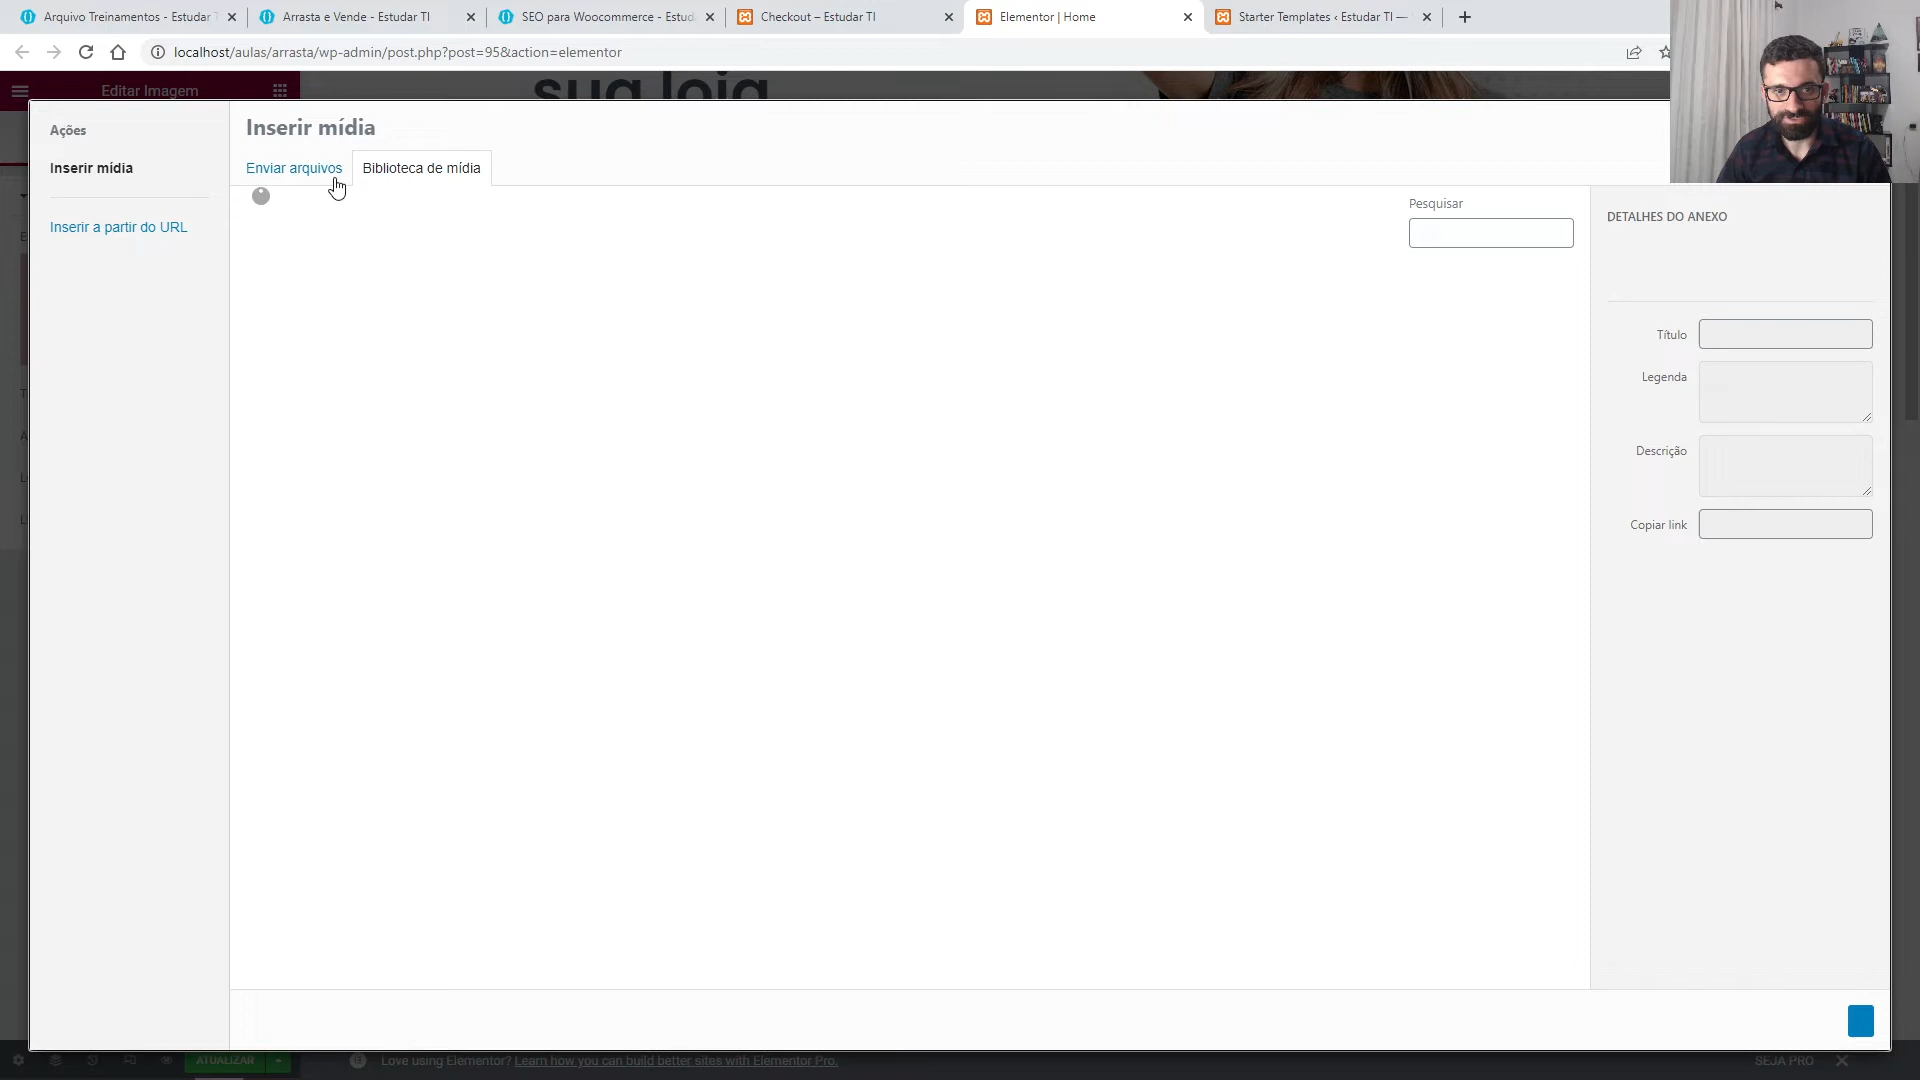 Arquivo Treinamentos - Estudar T
Arrasta e Vende - Estudar TI
SEO para Woocommerce - Estud
Checkout – Estudar TI
Elementor | Home
Starter Templates ‹ Estudar TI —
localhost/aulas/arrasta/wp-admin/post.php?post=95&action=elementor
Editar Imagem
sua loja
Ações
Inserir mídia
Inserir a partir do URL
Inserir mídia
Enviar arquivos
Biblioteca de mídia
Pesquisar
DETALHES DO ANEXO
Título
Legenda
Descrição
Copiar link
ATUALIZAR
Love using Elementor? Learn how you can build better sites with Elementor Pro.
SEJA PRO